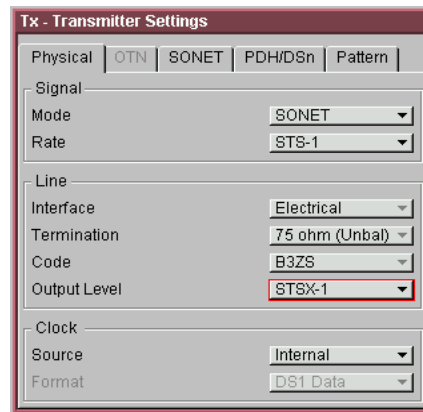 Tx - Transmitter Settings
Physical OTN SONET PDH/DSn Pattern
Signal
Mode SONET
Rate STS-1
Line
Interface Electrical
Termination 75 ohm (Unbal)
Code B3ZS
Output Level STSX-1
Clock
Source Internal
Format DS1 Data